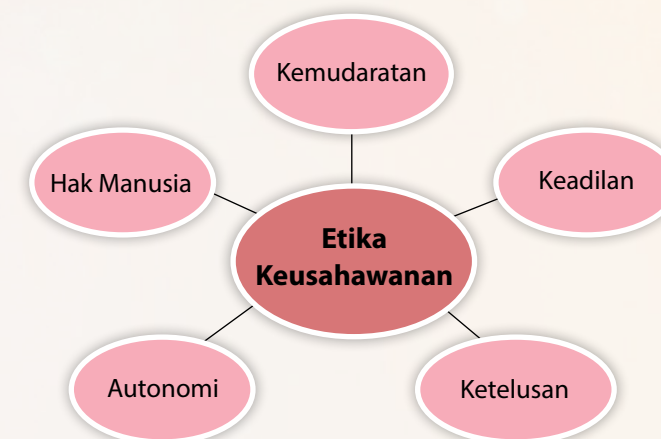 Kemudaratan
Hak Manusia
Keadilan
Etika
Keusahawanan
Autonomi
Ketelusan